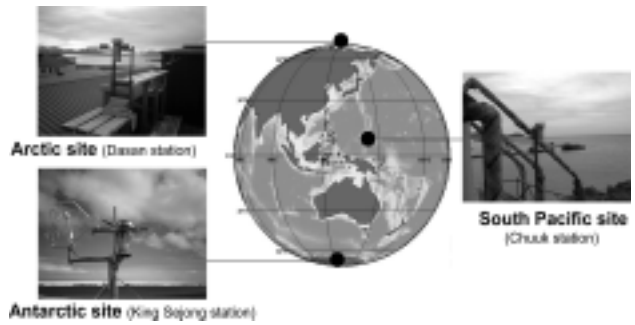 Arctic site (Dasan station)
South Pacific site
(Chuuk station)
Antarctic site (King Sejong station)